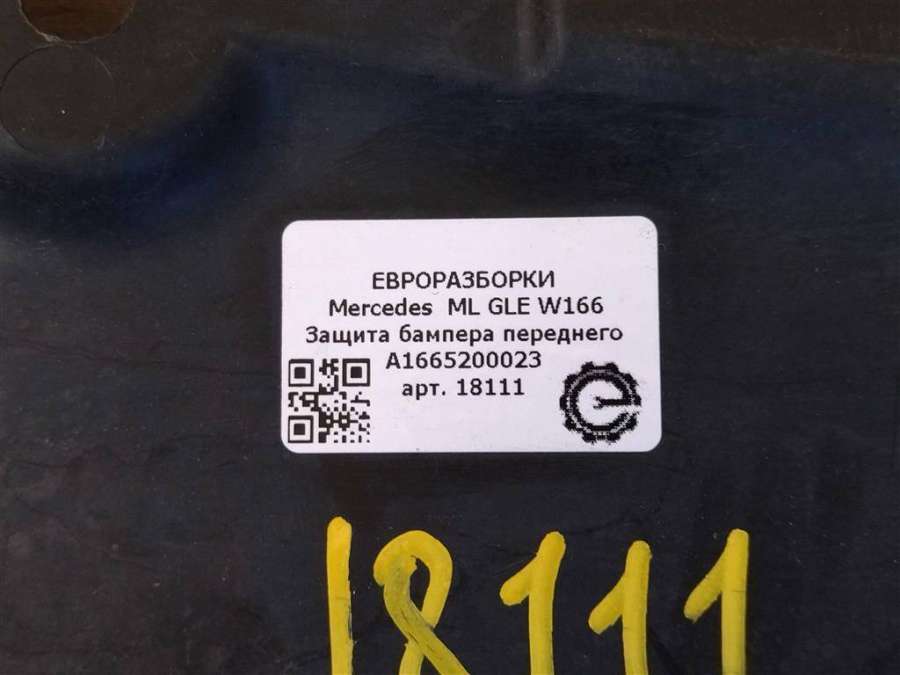 ЕВРОРАЗБОРКИ
Mercedes ML GLE W166
Защита бампера переднего
A1665200023
арт. 18111
18111